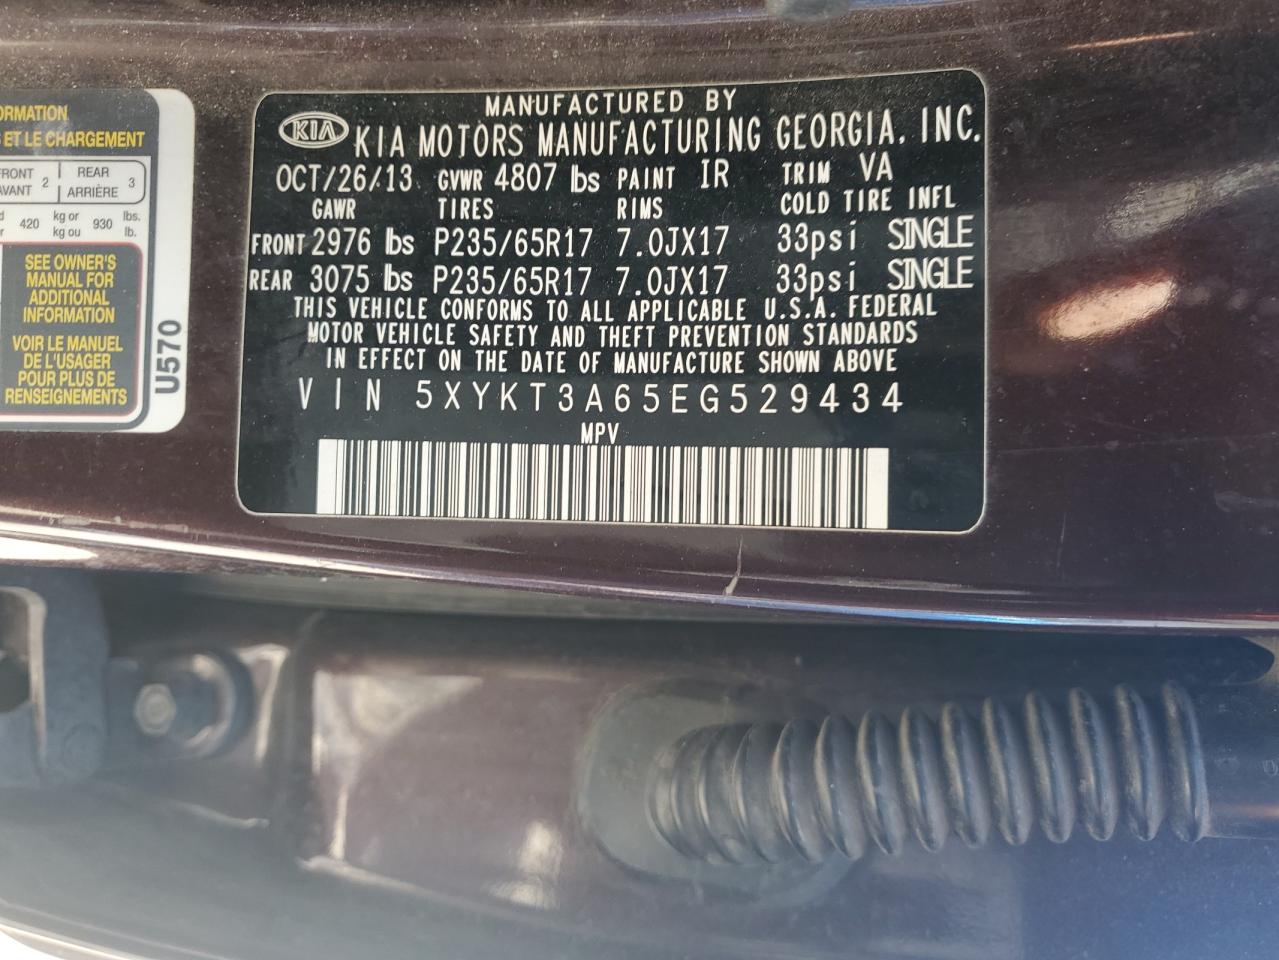 ORMATION
S ET LE CHARGEMENT
FRONT 2 REAR 3
AVANT ARRIÈRE
420 kg or 930 lbs.
kg ou lb.
SEE OWNER'S
MANUAL FOR
ADDITIONAL
INFORMATION
VOIR LE MANUEL
DE L'USAGER
POUR PLUS DE
RENSEIGNEMENTS
U570
MANUFACTURED BY
KIA KIA MOTORS MANUFACTURING GEORGIA, INC.
OCT/26/13 GVWR 4807 lbs PAINT IR TRIM VA
GAWR TIRES RIMS COLD TIRE INFL
FRONT 2976 lbs P235/65R17 7.0JX17 33psi SINGLE
REAR 3075 lbs P235/65R17 7.0JX17 33psi SINGLE
THIS VEHICLE CONFORMS TO ALL APPLICABLE U.S.A. FEDERAL
MOTOR VEHICLE SAFETY AND THEFT PREVENTION STANDARDS
IN EFFECT ON THE DATE OF MANUFACTURE SHOWN ABOVE
VIN 5XYKT3A65EG529434
MPV